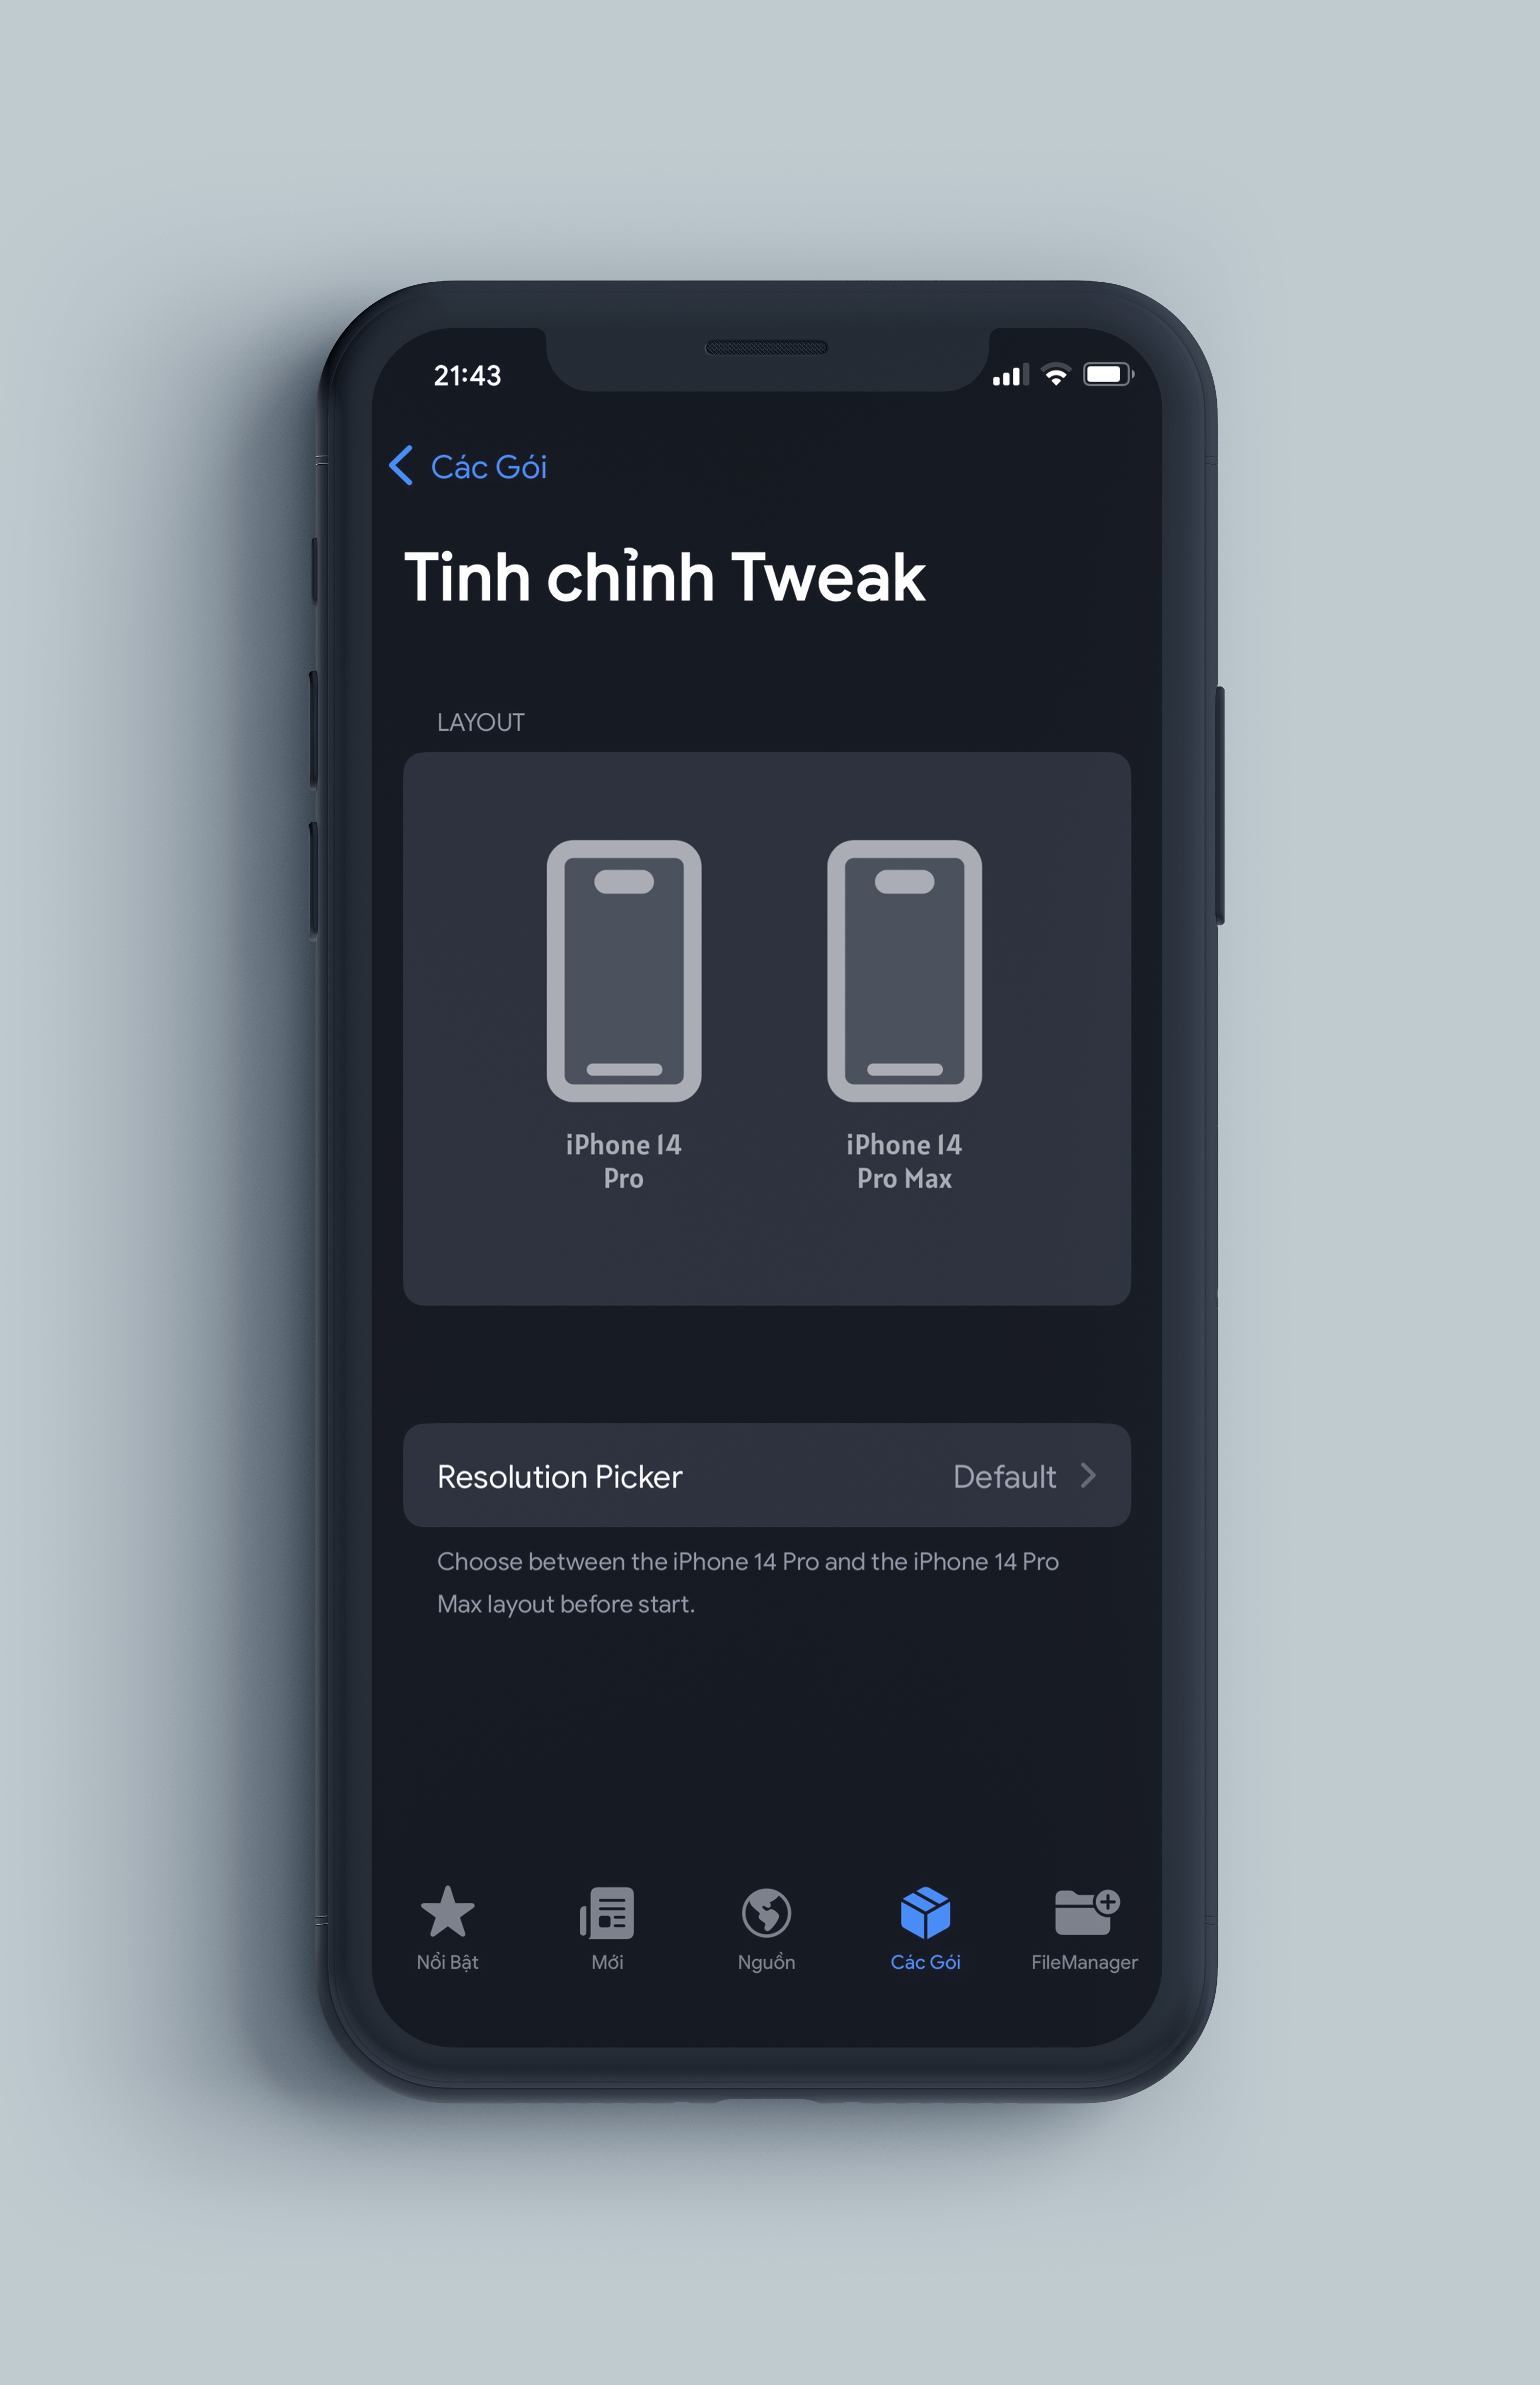 21:43
Các Gói
Tinh chỉnh Tweak
LAYOUT
iPhone 14
Pro
iPhone 14
Pro Max
Resolution Picker
Default
Choose between the iPhone 14 Pro and the iPhone 14 Pro
Max layout before start.
Nổi Bật
Mới
Nguồn
Các Gói
FileManager